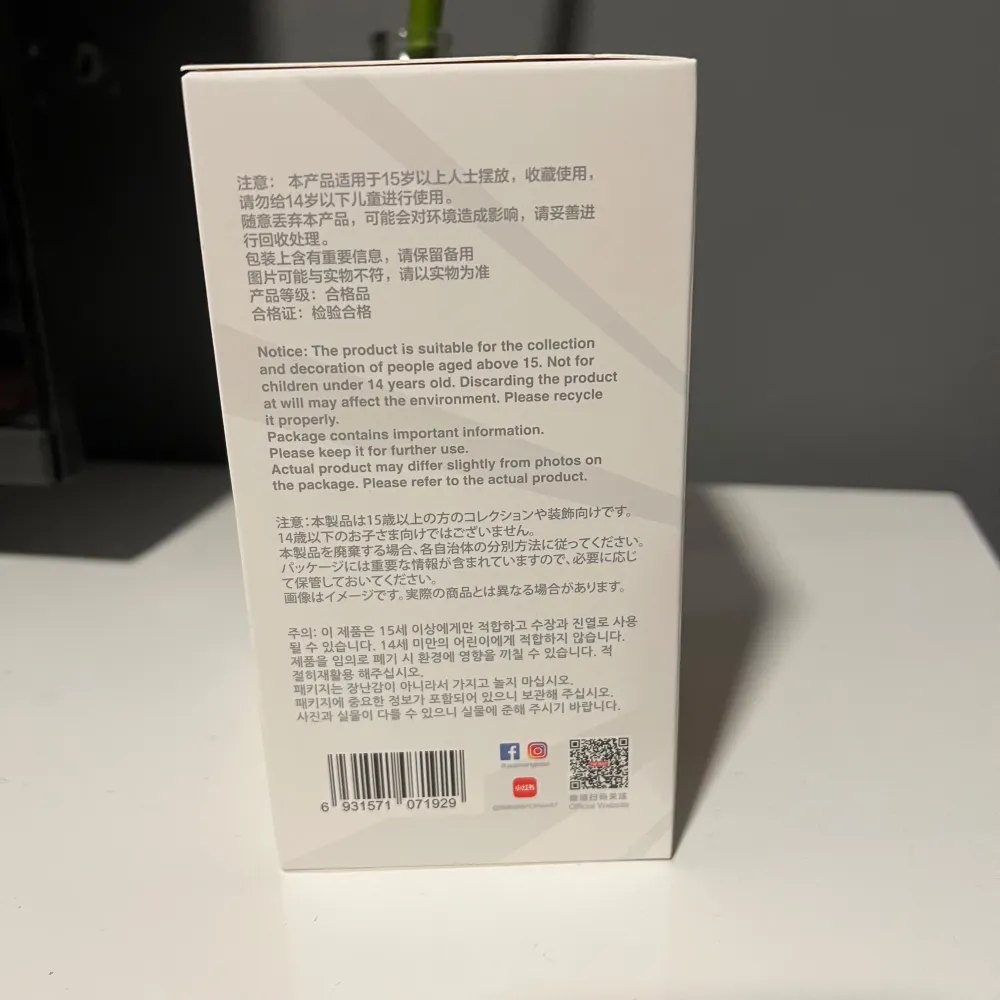 注意： 本产品适用于15岁以上人士摆放，收藏使用，
请勿给14岁以下儿童进行使用。
随意丢弃本产品，可能会对环境造成影响，请妥善进
行回收处理。
包装上含有重要信息，请保留备用
图片可能与实物不符，请以实物为准
产品等级：合格品
合格证：检验合格
Notice: The product is suitable for the collection
and decoration of people aged above 15. Not for
children under 14 years old. Discarding the product
at will may affect the environment. Please recycle
it properly.
Package contains important information.
Please keep it for further use.
Actual product may differ slightly from photos on
the package. Please refer to the actual product.
注意：本製品は15歳以上の方のコレクションや装飾向けです。
14歳以下のお子さま向けではございません。
本製品を廃棄する場合、各自治体の分別方法に従ってください。
パッケージには重要な情報が含まれていますので、必要に応じ
て保管しておいてください。
画像はイメージです。実際の商品とは異なる場合があります。
주의: 이 제품은 15세 이상에게만 적합하고 수장과 진열로 사용
될 수 있습니다. 14세 미만의 어린이에게 적합하지 않습니다.
제품을 임의로 폐기 시 환경에 영향을 끼칠 수 있습니다. 적
절히재활용 해주십시오.
패키지는 장난감이 아니라서 가지고 놀지 마십시오.
패키지에 중요한 정보가 포함되어 있으니 보관해 주십시오.
사진과 실물이 다를 수 있으니 실물에 준해 주시기 바랍니다.
6 931571 071929
小红书
Official Website